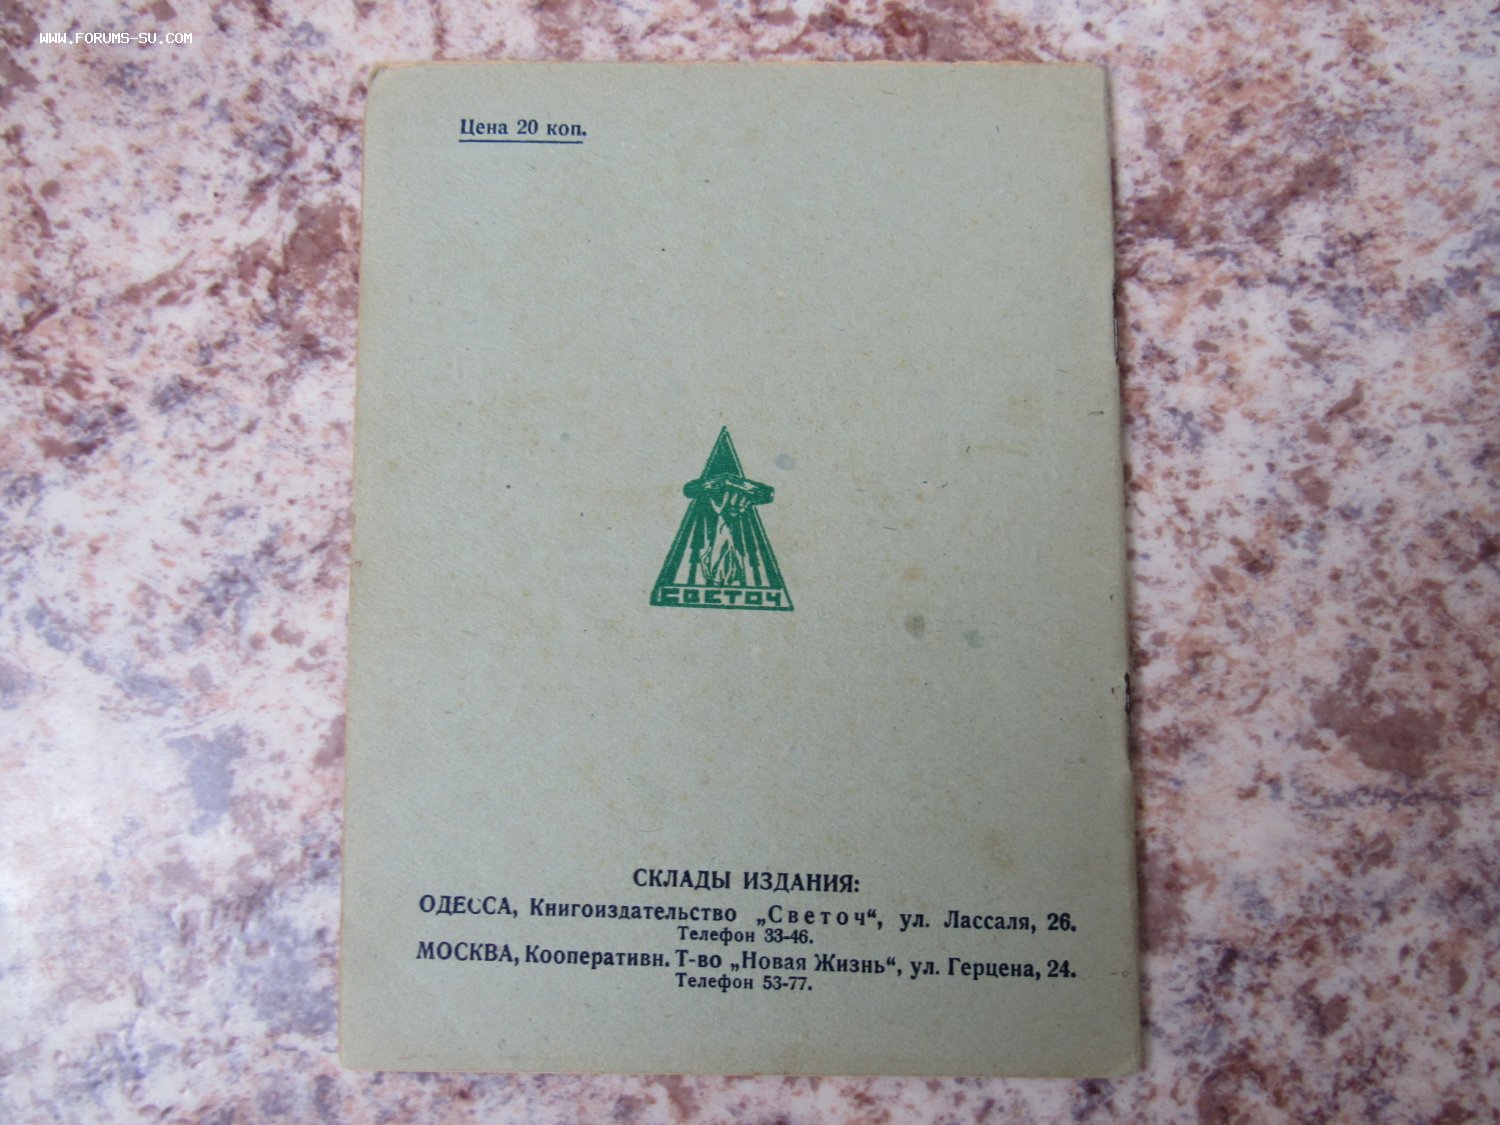 WWW.FORUMS-SU.COM
Цена 20 коп.
СВЕТОЧ
СКЛАДЫ ИЗДАНИЯ:
ОДЕССА, Книгоиздательство „Светоч“, ул. Лассаля, 26.
Телефон 33-46.
МОСКВА, Кооперативн. Т-во „Новая Жизнь“, ул. Герцена, 24.
Телефон 53-77.